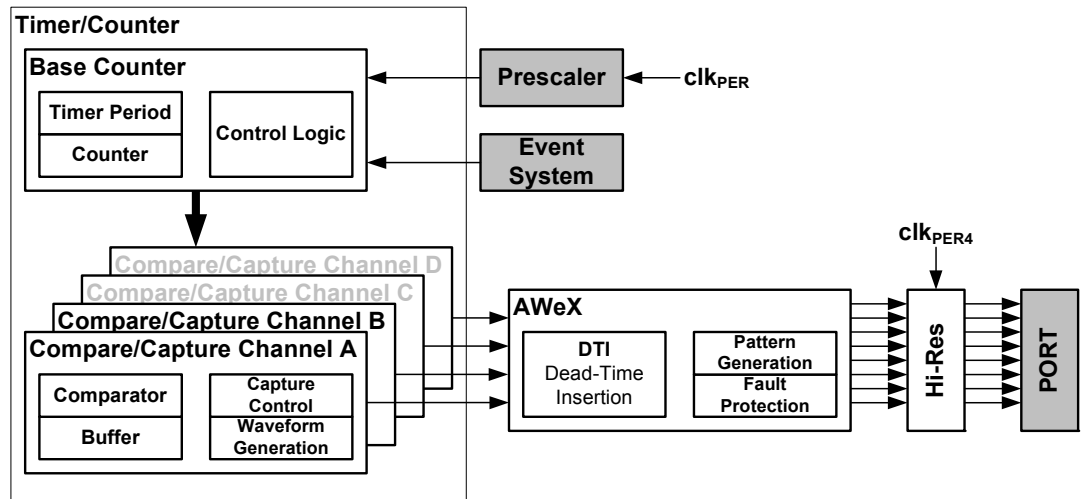 Timer/Counter
Base Counter
Timer Period
Counter
Control Logic
Prescaler
clkPER
Event
System
Compare/Capture Channel D
Compare/Capture Channel C
Compare/Capture Channel B
Compare/Capture Channel A
Comparator
Buffer
Capture
Control
Waveform
Generation
AWeX
DTI
Dead-Time
Insertion
Pattern
Generation
Fault
Protection
clkPER4
Hi-Res
PORT